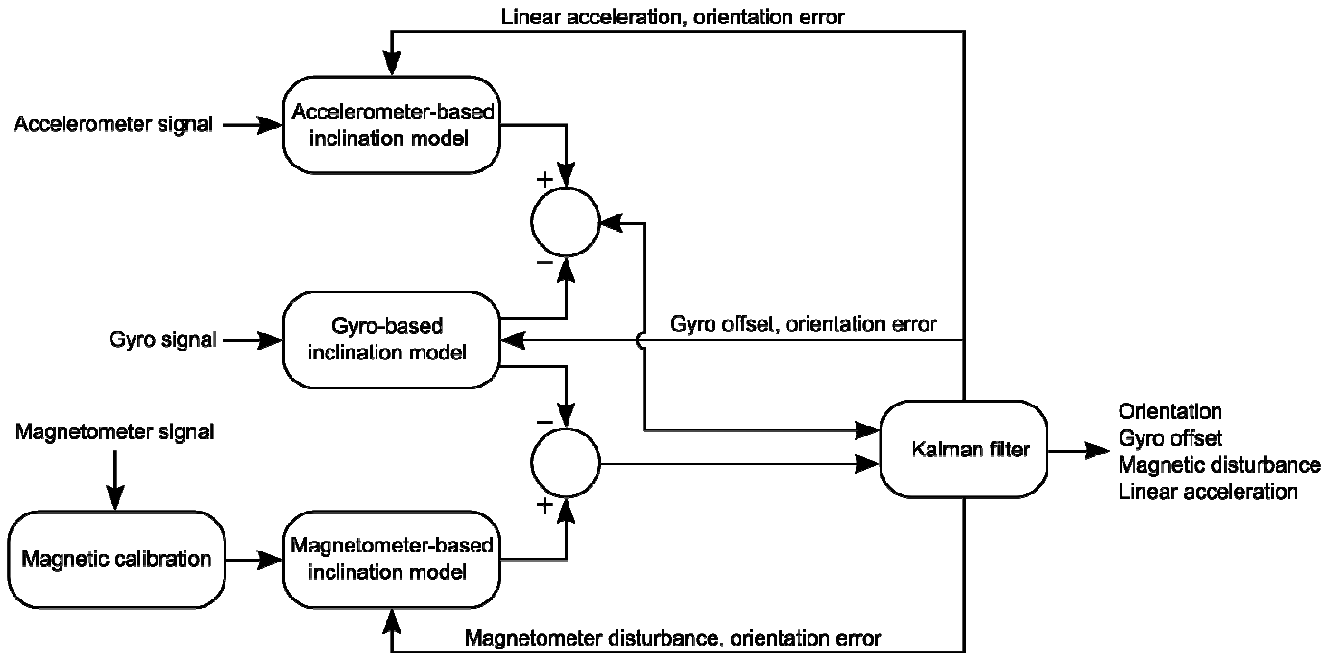 Linear acceleration, orientation error
Accelerometer signal
Accelerometer-based
inclination model
+
−
Gyro signal
Gyro-based
inclination model
Gyro offset, orientation error
Magnetometer signal
−
+
Kalman filter
Orientation
Gyro offset
Magnetic disturbance
Linear acceleration
Magnetic calibration
Magnetometer-based
inclination model
Magnetometer disturbance, orientation error